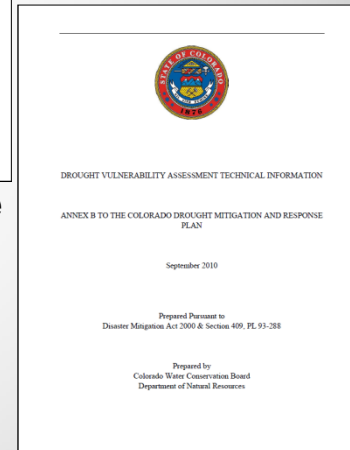 STATE OF COLORADO
1876
DROUGHT VULNERABILITY ASSESSMENT TECHNICAL INFORMATION
ANNEX B TO THE COLORADO DROUGHT MITIGATION AND RESPONSE
PLAN
September 2010
Prepared Pursuant to
Disaster Mitigation Act 2000 & Section 409, PL 93-288
Prepared by
Colorado Water Conservation Board
Department of Natural Resources